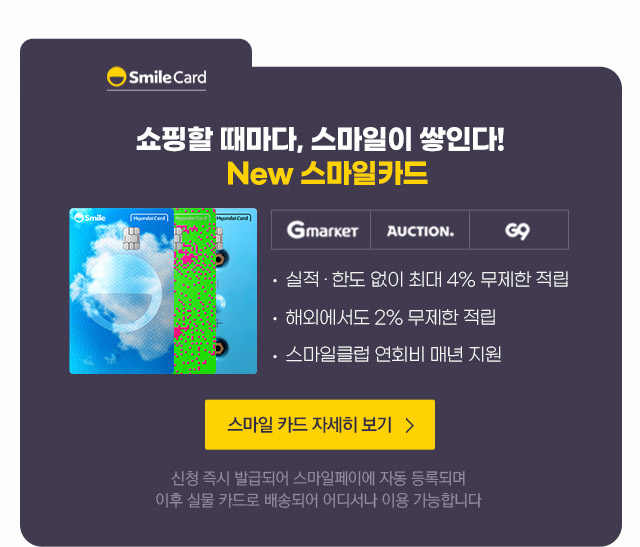 Smile Card
쇼핑할 때마다, 스마일이 쌓인다!
New 스마일카드
Smile
Hyundai Card
Hyundai Card
Hyundai Card
Gmarket
AUCTION.
G9
· 실적·한도 없이 최대 4% 무제한 적립
· 해외에서도 2% 무제한 적립
· 스마일클럽 연회비 매년 지원
스마일 카드 자세히 보기 >
신청 즉시 발급되어 스마일페이에 자동 등록되며
이후 실물 카드로 배송되어 어디서나 이용 가능합니다